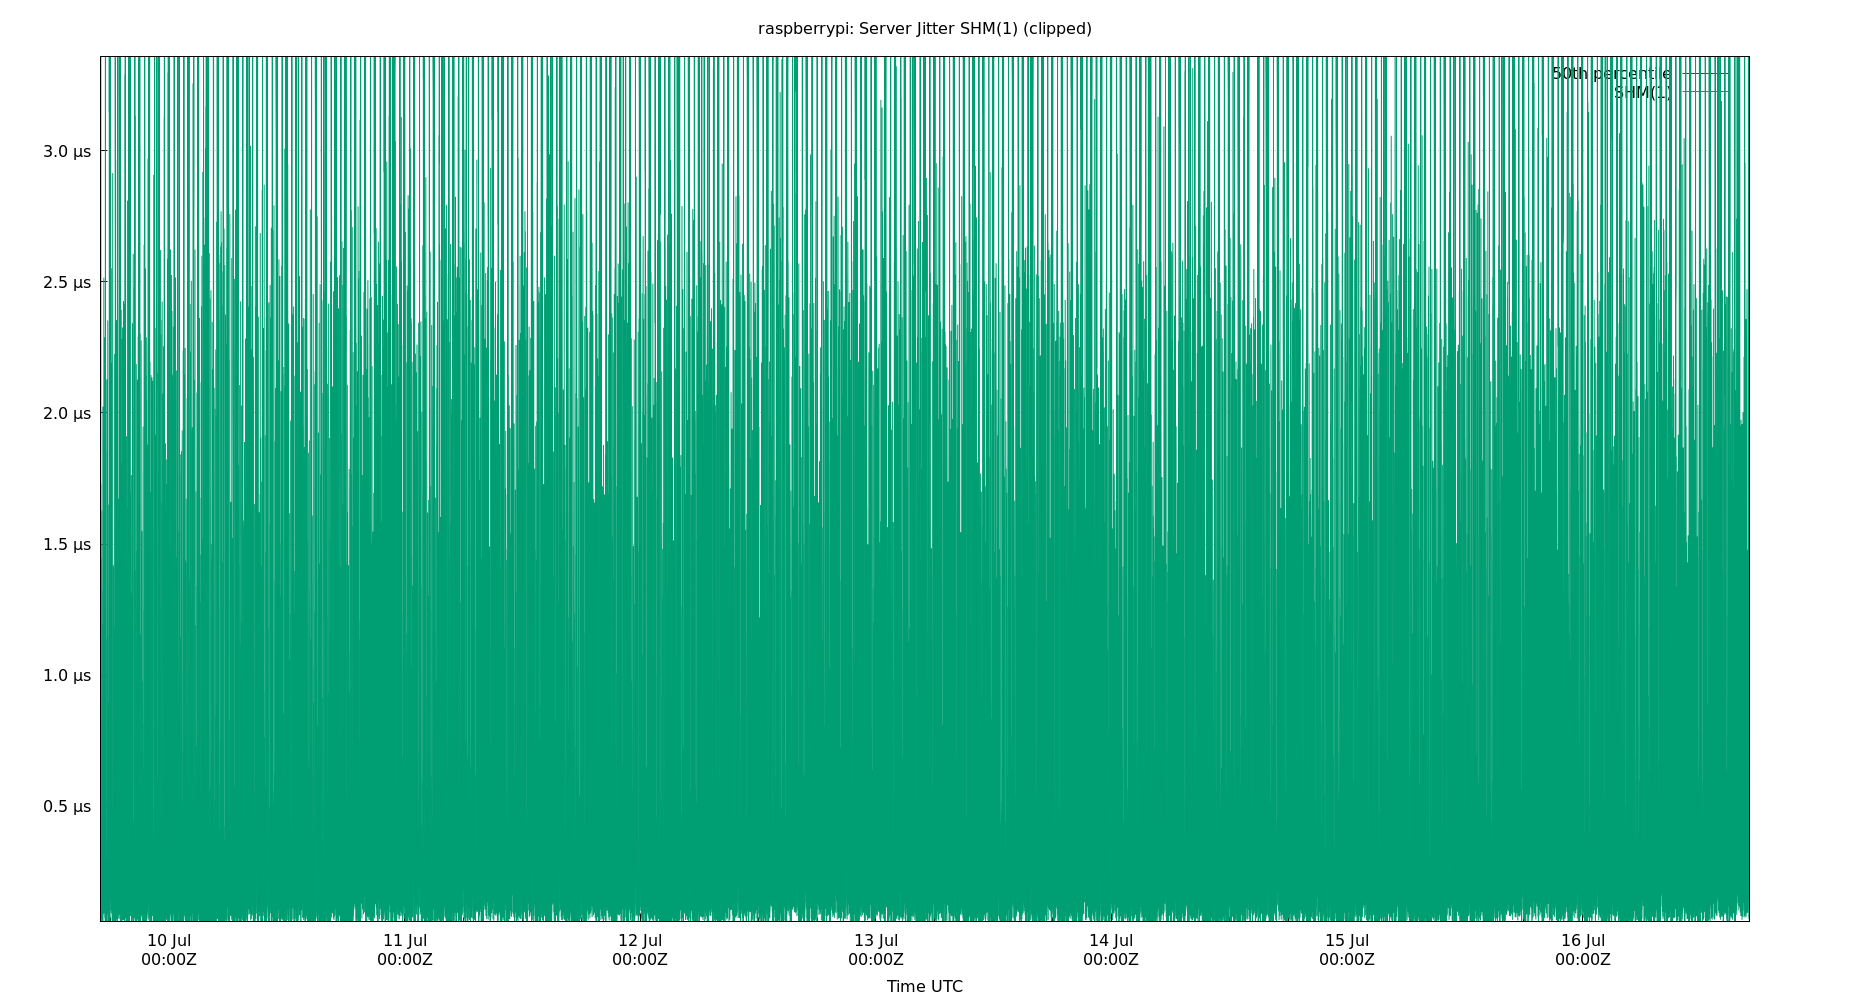 raspberrypi: Server Jitter SHM(1) (clipped)
50th percentile
SHM(1)
3.0 µs
2.5 µs
2.0 µs
1.5 µs
1.0 µs
0.5 µs
10 Jul 11 Jul 12 Jul 13 Jul 14 Jul 15 Jul 16 Jul
00:00Z 00:00Z 00:00Z 00:00Z 00:00Z 00:00Z 00:00Z
Time UTC